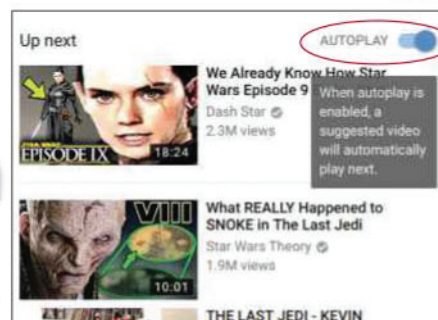 Up next
AUTOPLAY
We Already Know How Star
Wars Episode 9
When autoplay is
enabled, a
suggested video
will automatically
play next.
Dash Star
2.3M views
STAR WARS
EPISODE IX
18:24
What REALLY Happened to
SNOKE in The Last Jedi
Star Wars Theory
1.9M views
VIII
10:01
THE LAST JEDI - KEVIN